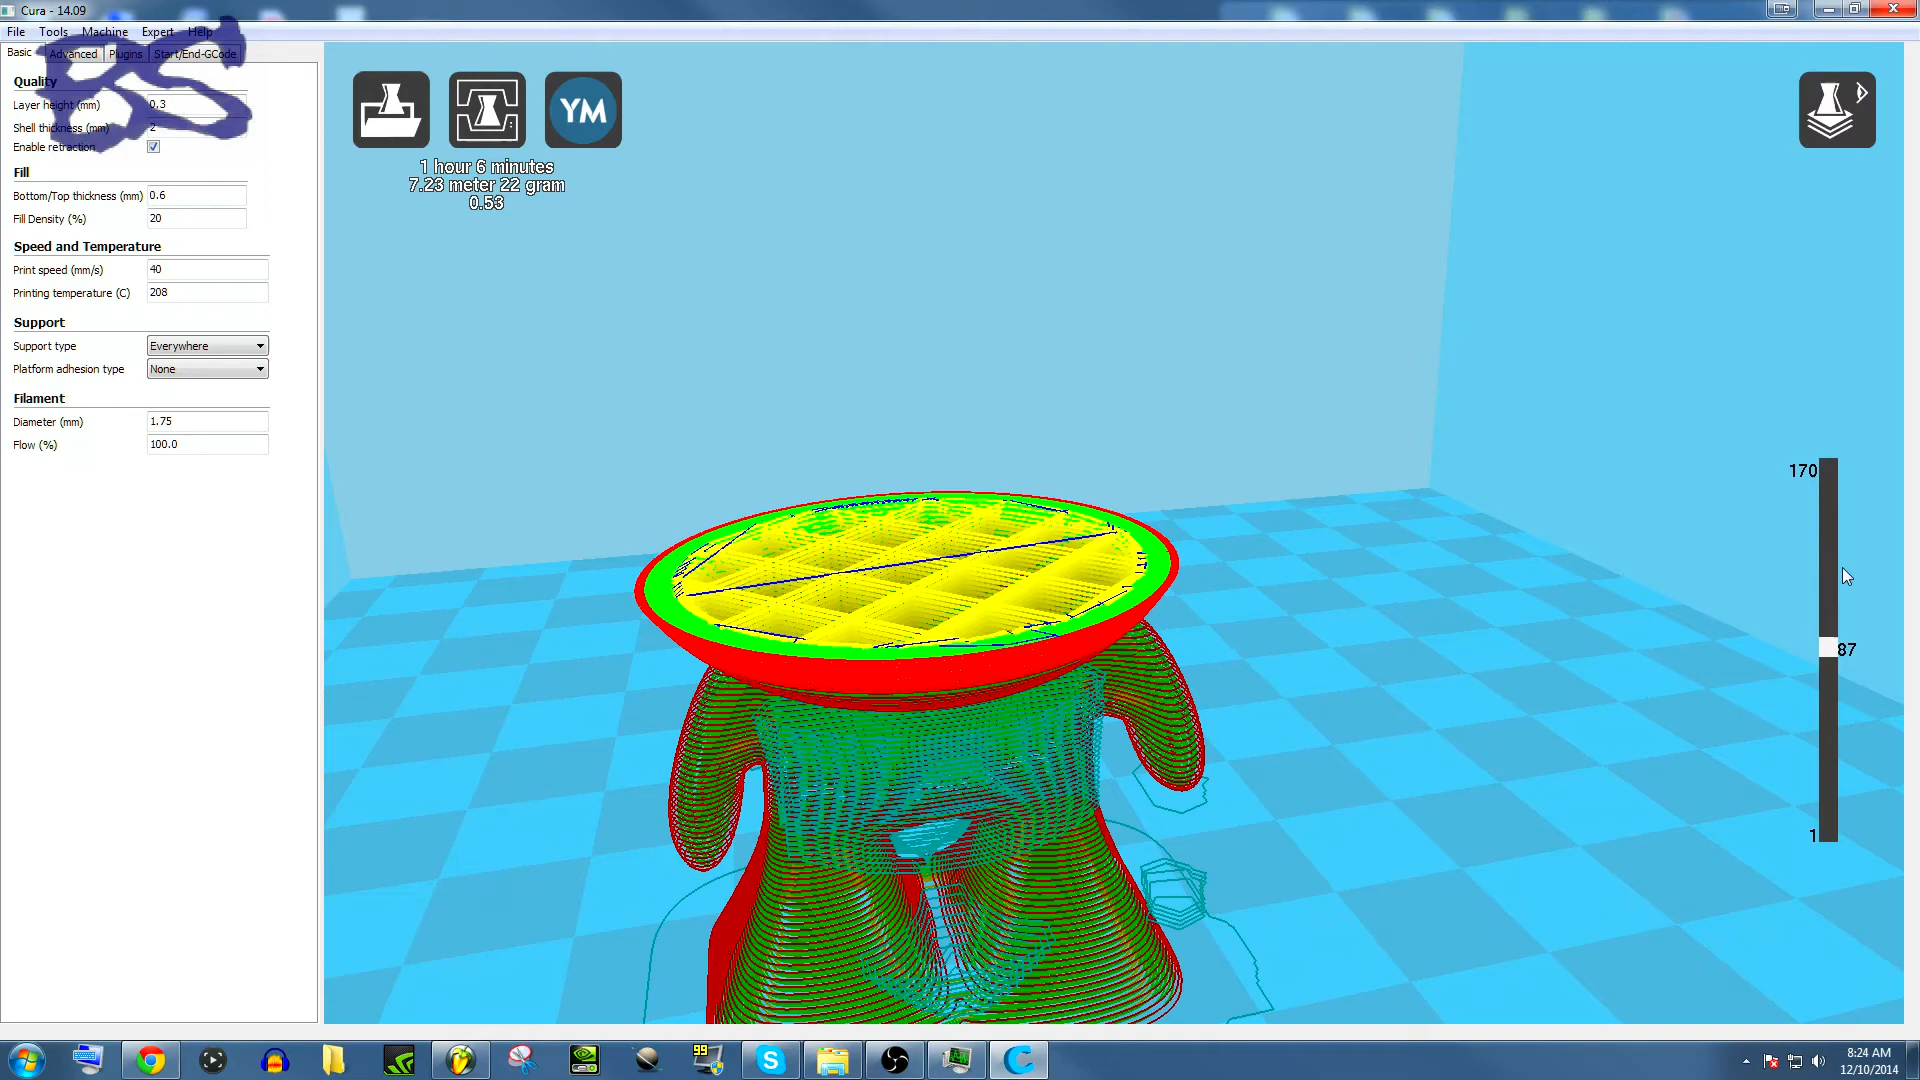 Cura - 14.09
File Tools Machine Expert Help
Basic Advanced Plugins Start/End-GCode
Quality
Layer height (mm) 0.3
Shell thickness (mm) 2
Enable retraction
Fill
Bottom/Top thickness (mm) 0.6
Fill Density (%) 20
Speed and Temperature
Print speed (mm/s) 40
Printing temperature (C) 208
Support
Support type Everywhere
Platform adhesion type None
Filament
Diameter (mm) 1.75
Flow (%) 100.0
YM
1 hour 6 minutes
7.23 meter 22 gram
0.53
170
87
1
99
8:24 AM
12/10/2014